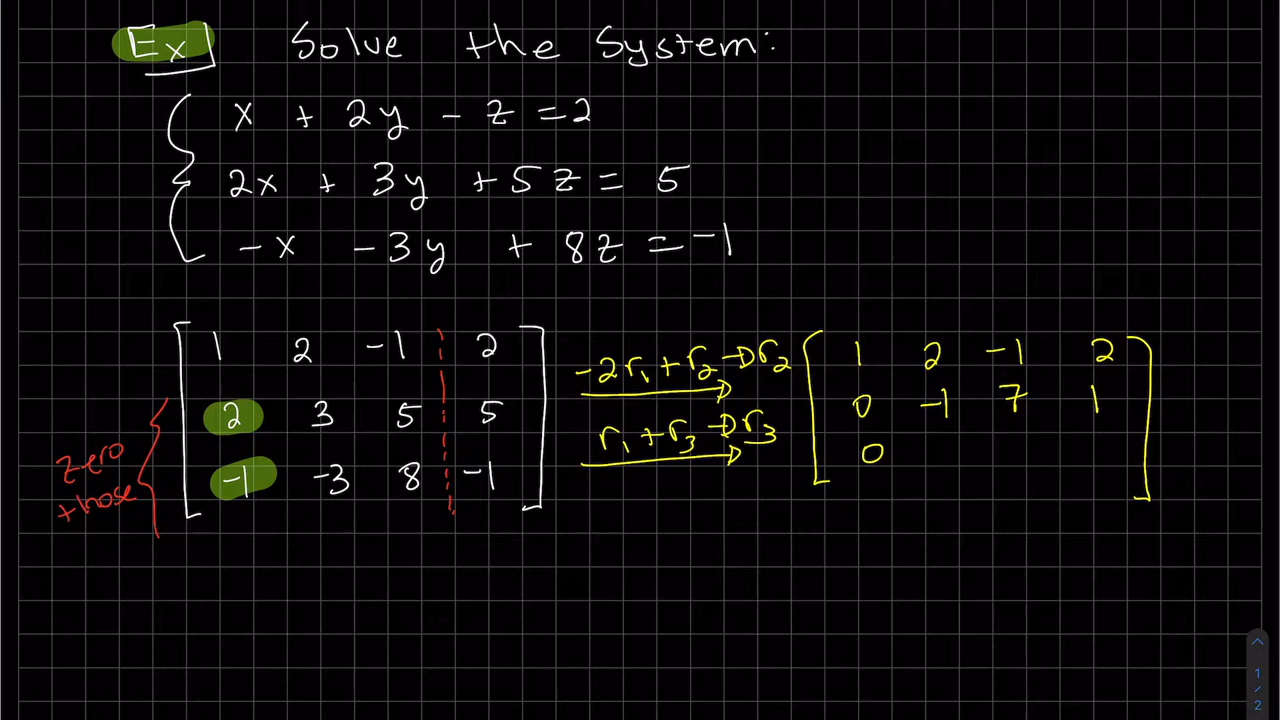 Ex Solve the System:
x + 2y - z = 2
2x + 3y + 5z = 5
-x -3y + 8z = -1
1 2 -1 2
2 3 5 5
-1 -3 8 -1
zero
those
-2r₁ + r₂ → r₂
r₁ + r₃ → r₃
1 2 -1 2
0 -1 7 1
0
1
/
2